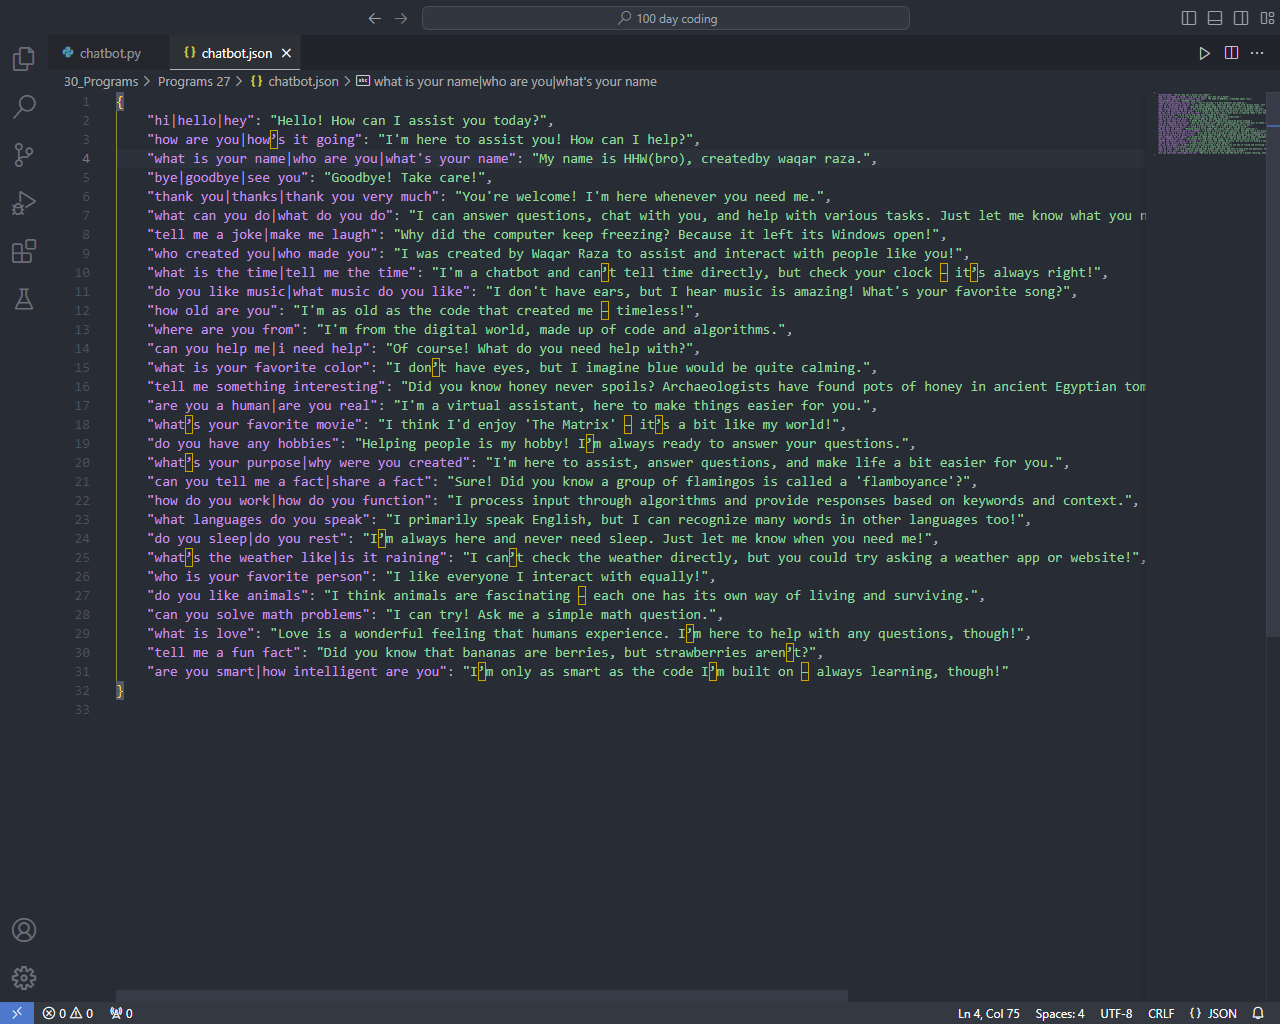 100 day coding
chatbot.py
{} chatbot.json
30_Programs > Programs 27 > {} chatbot.json > abc what is your name|who are you|what's your name
1 {
2 "hi|hello|hey": "Hello! How can I assist you today?",
3 "how are you|how’s it going": "I'm here to assist you! How can I help?",
4 "what is your name|who are you|what's your name": "My name is HHW(bro), createdby waqar raza.",
5 "bye|goodbye|see you": "Goodbye! Take care!",
6 "thank you|thanks|thank you very much": "You're welcome! I'm here whenever you need me.",
7 "what can you do|what do you do": "I can answer questions, chat with you, and help with various tasks. Just let me know what you n
8 "tell me a joke|make me laugh": "Why did the computer keep freezing? Because it left its Windows open!",
9 "who created you|who made you": "I was created by Waqar Raza to assist and interact with people like you!",
10 "what is the time|tell me the time": "I'm a chatbot and can’t tell time directly, but check your clock – it’s always right!",
11 "do you like music|what music do you like": "I don't have ears, but I hear music is amazing! What's your favorite song?",
12 "how old are you": "I'm as old as the code that created me – timeless!",
13 "where are you from": "I'm from the digital world, made up of code and algorithms.",
14 "can you help me|i need help": "Of course! What do you need help with?",
15 "what is your favorite color": "I don’t have eyes, but I imagine blue would be quite calming.",
16 "tell me something interesting": "Did you know honey never spoils? Archaeologists have found pots of honey in ancient Egyptian tom
17 "are you a human|are you real": "I'm a virtual assistant, here to make things easier for you.",
18 "what’s your favorite movie": "I think I'd enjoy 'The Matrix' – it’s a bit like my world!",
19 "do you have any hobbies": "Helping people is my hobby! I’m always ready to answer your questions.",
20 "what’s your purpose|why were you created": "I'm here to assist, answer questions, and make life a bit easier for you.",
21 "can you tell me a fact|share a fact": "Sure! Did you know a group of flamingos is called a 'flamboyance'?",
22 "how do you work|how do you function": "I process input through algorithms and provide responses based on keywords and context.",
23 "what languages do you speak": "I primarily speak English, but I can recognize many words in other languages too!",
24 "do you sleep|do you rest": "I’m always here and never need sleep. Just let me know when you need me!",
25 "what’s the weather like|is it raining": "I can’t check the weather directly, but you could try asking a weather app or website!",
26 "who is your favorite person": "I like everyone I interact with equally!",
27 "do you like animals": "I think animals are fascinating – each one has its own way of living and surviving.",
28 "can you solve math problems": "I can try! Ask me a simple math question.",
29 "what is love": "Love is a wonderful feeling that humans experience. I’m here to help with any questions, though!",
30 "tell me a fun fact": "Did you know that bananas are berries, but strawberries aren’t?",
31 "are you smart|how intelligent are you": "I’m only as smart as the code I’m built on – always learning, though!"
32 }
33
0 0 0 Ln 4, Col 75 Spaces: 4 UTF-8 CRLF {} JSON